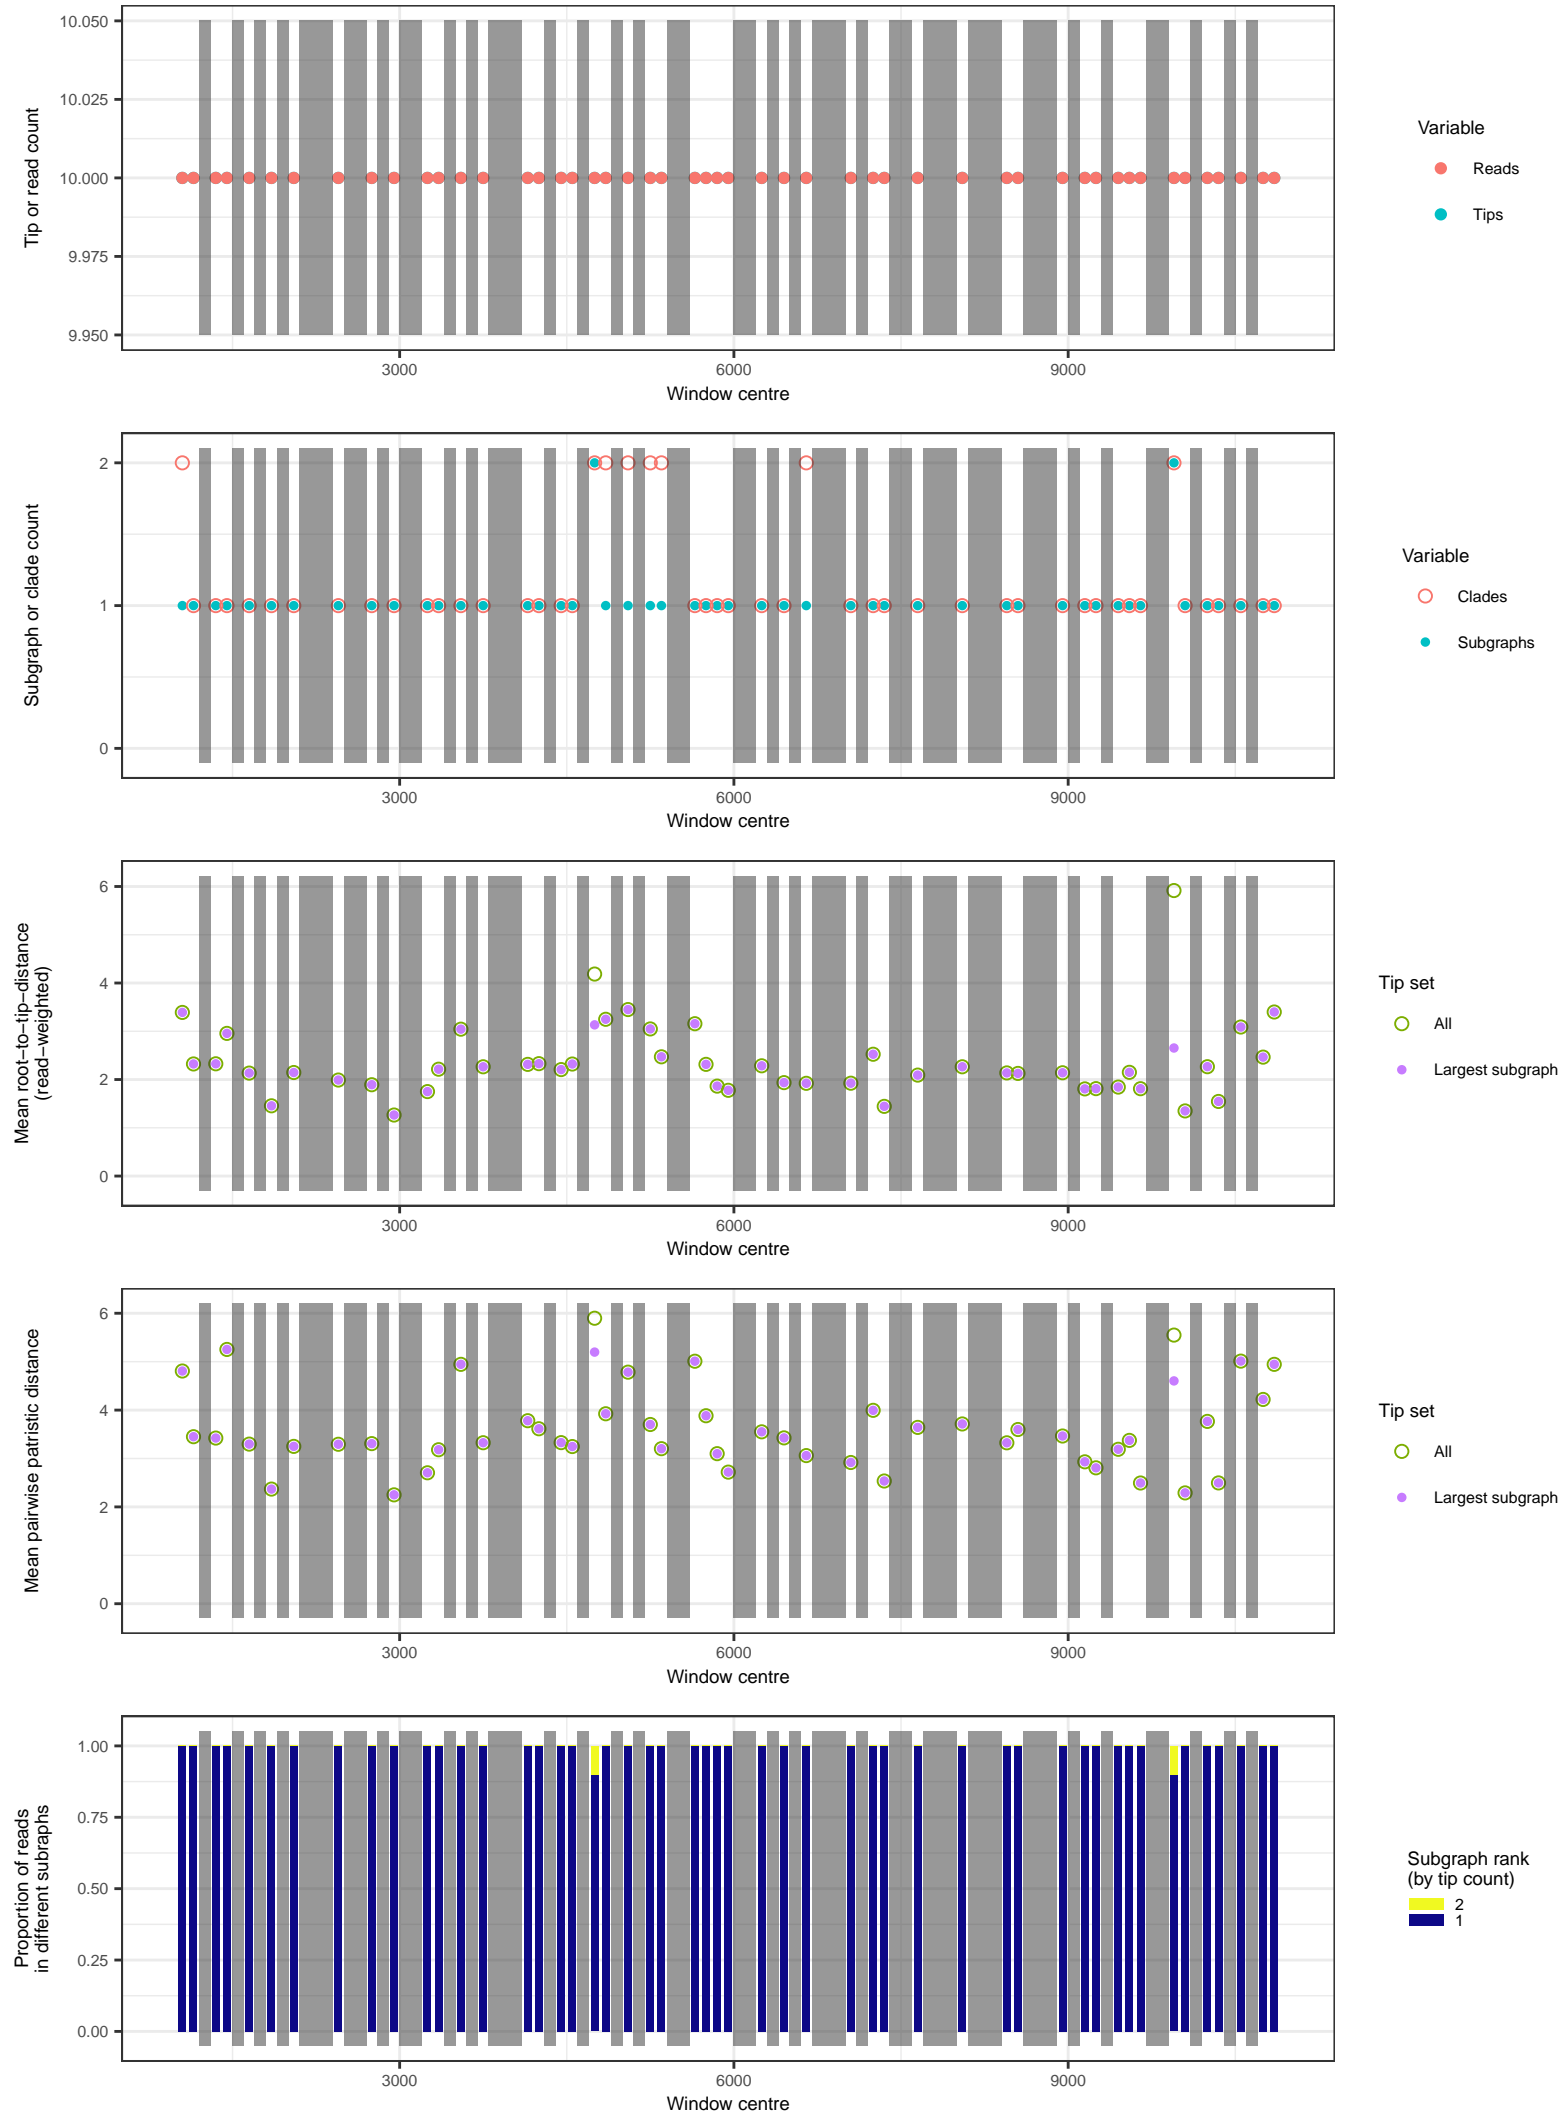 Tip or read count
10.050
10.025
10.000
9.975
9.950
3000
6000
9000
Window centre
Variable
Reads
Tips
Subgraph or clade count
2
1
0
3000
6000
9000
Window centre
Variable
Clades
Subgraphs
Mean root−to−tip−distance
(read−weighted)
6
4
2
0
3000
6000
9000
Window centre
Tip set
All
Largest subgraph
Mean pairwise patristic distance
6
4
2
0
3000
6000
9000
Window centre
Tip set
All
Largest subgraph
Proportion of reads
in different subraphs
1.00
0.75
0.50
0.25
0.00
3000
6000
9000
Window centre
Subgraph rank
(by tip count)
2
1